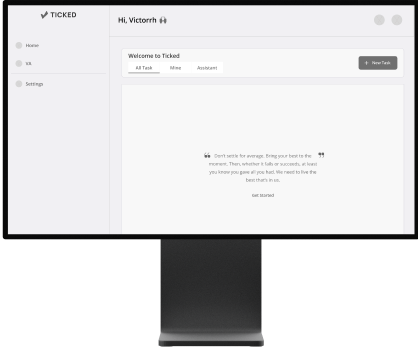 TICKED
Hi, Victorrh
Home
VA
Settings
Welcome to Ticked
All Task
Mine
Assistant
+ New Task
Don't settle for average. Bring your best to the
moment. Then, whether it fails or succeeds, at least
you know you gave all you had. We need to live the
best that's in us.
Get Started